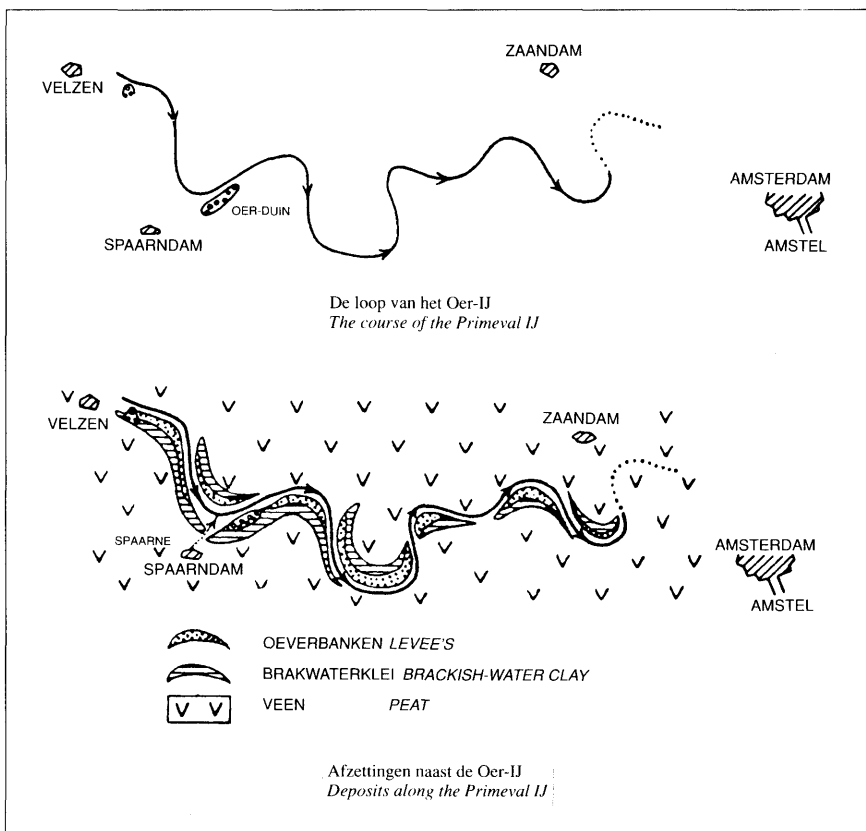 ZAANDAM
VELZEN
AMSTERDAM
OER-DUIN
SPAARNDAM
AMSTEL
De loop van het Oer-IJ
The course of the Primeval IJ
ZAANDAM
VELZEN
SPAARNE
AMSTERDAM
SPAARNDAM
AMSTEL
OEVERBANKEN LEVEE'S
BRAKWATERKLEI BRACKISH-WATER CLAY
VEEN PEAT
Afzettingen naast de Oer-IJ
Deposits along the Primeval IJ